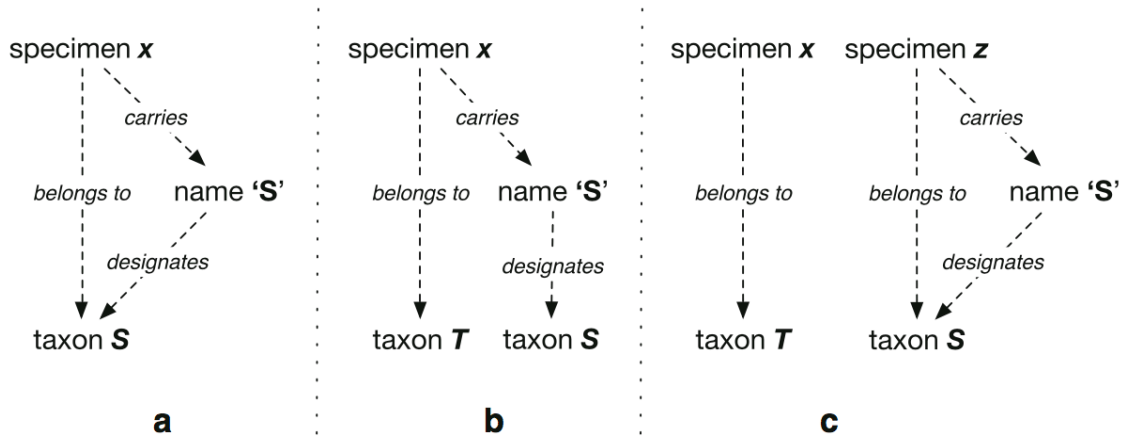 specimen x
carries
belongs to
name ‘S’
designates
taxon S
a
specimen x
carries
belongs to
name ‘S’
designates
taxon T
taxon S
b
specimen x
specimen z
carries
belongs to
belongs to
name ‘S’
designates
taxon T
taxon S
c